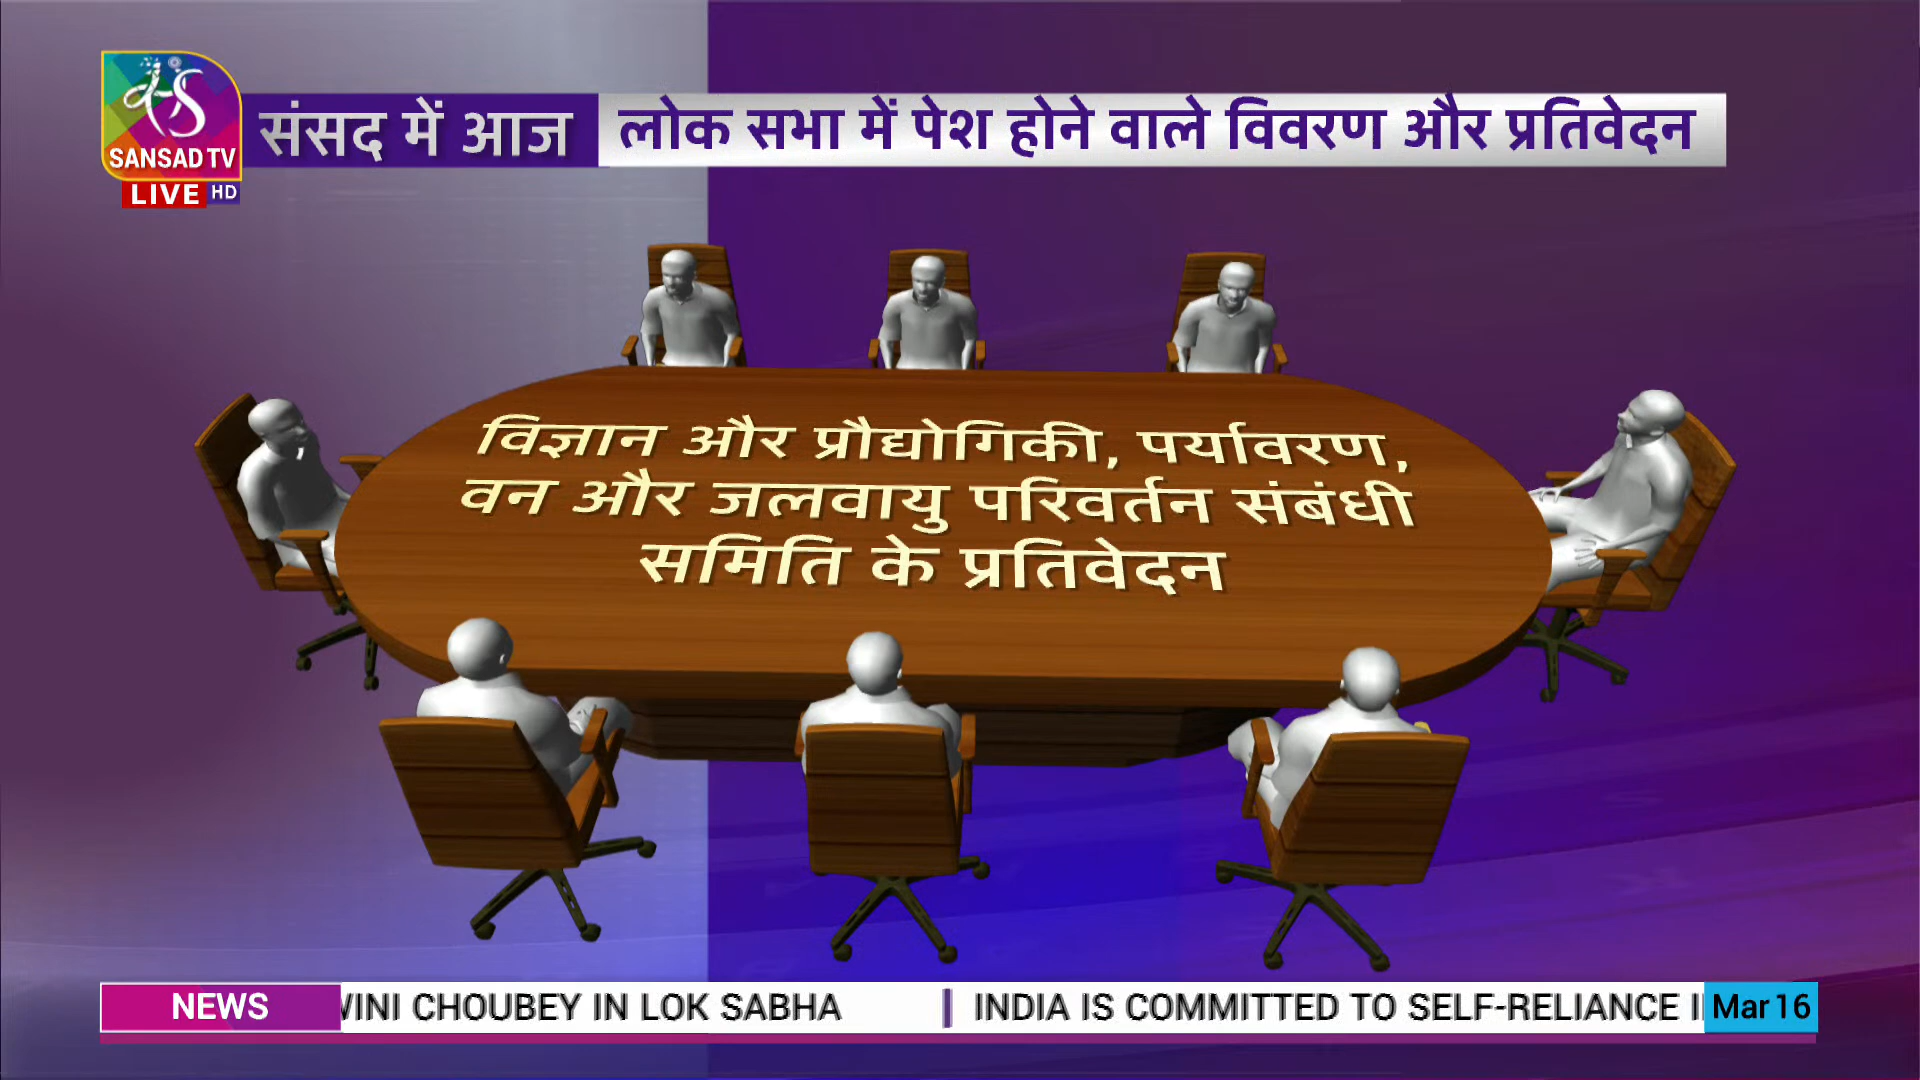 SANSAD TV
LIVE HD
संसद में आज
लोक सभा में पेश होने वाले विवरण और प्रतिवेदन
विज्ञान और प्रौद्योगिकी, पर्यावरण,
वन और जलवायु परिवर्तन संबंधी
समिति के प्रतिवेदन
NEWS
CHOUBEY IN LOK SABHA | INDIA IS COMMITTED TO SELF-RELIANCE
Mar 16